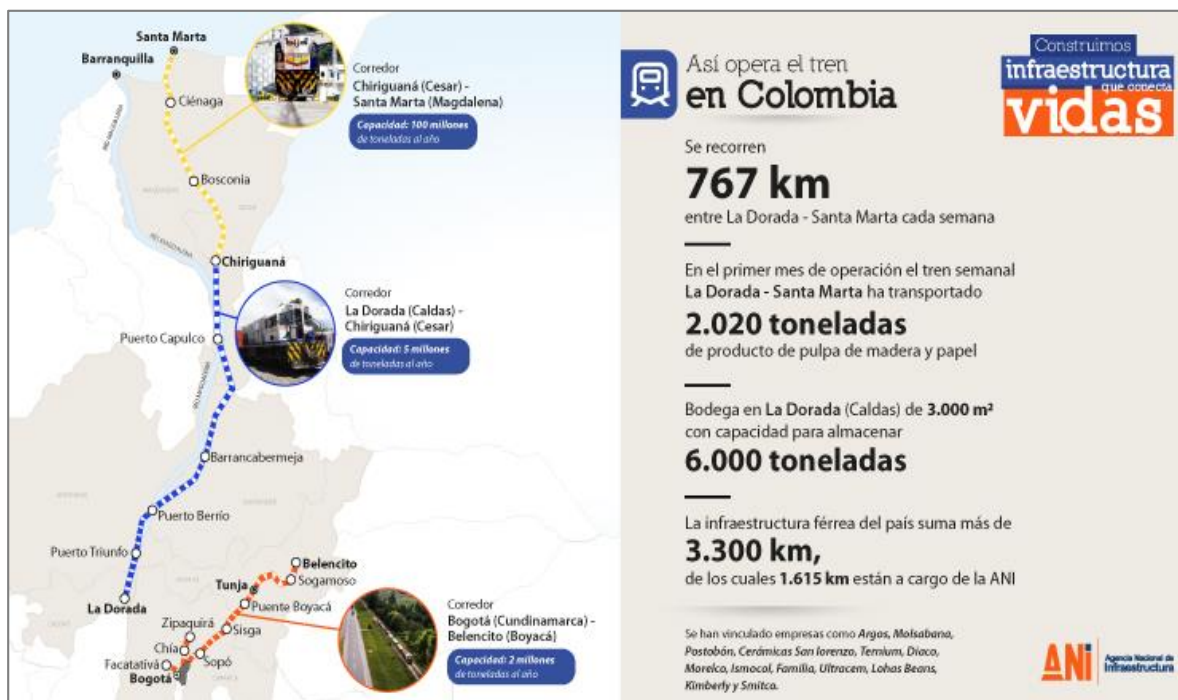 Santa Marta
Barranquilla
Ciénaga
Corredor
Chiriguaná (Cesar) -
Santa Marta (Magdalena)
Capacidad: 100 millones
de toneladas al año
RÍO MAGDALENA
Bosconia
RÍO MAGDALENA
Chiriguaná
Corredor
La Dorada (Caldas) -
Chiriguaná (Cesar)
Capacidad: 5 millones
de toneladas al año
Puerto Capulco
RÍO MAGDALENA
Barrancabermeja
Puerto Berrío
Puerto Triunfo
La Dorada
Belencito
Sogamoso
Tunja
Puente Boyacá
Zipaquirá
Sisga
Chía
Sopó
Facatativá
Bogotá
Corredor
Bogotá (Cundinamarca) -
Belencito (Boyacá)
Capacidad: 2 millones
de toneladas al año
Así opera el tren
en Colombia
Construimos
infraestructura
que conecta
vidas
Se recorren
767 km
entre La Dorada - Santa Marta cada semana
En el primer mes de operación el tren semanal
La Dorada - Santa Marta ha transportado
2.020 toneladas
de producto de pulpa de madera y papel
Bodega en La Dorada (Caldas) de 3.000 m²
con capacidad para almacenar
6.000 toneladas
La infraestructura férrea del país suma más de
3.300 km,
de los cuales 1.615 km están a cargo de la ANI
Se han vinculado empresas como Argos, Molsabana,
Postobón, Cerámicas San lorenzo, Ternium, Diaco,
Morelco, Ismocol, Familia, Ultracem, Lohas Beans,
Kimberly y Smitco.
ANI
Agencia Nacional de
Infraestructura